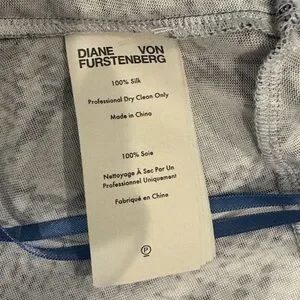 DIANE VON
FURSTENBERG
100% Silk
Professional Dry Clean Only
Made in China
100% Soie
Nettoyage À Sec Par Un
Professionnel Uniquement
Fabriqué en Chine
P